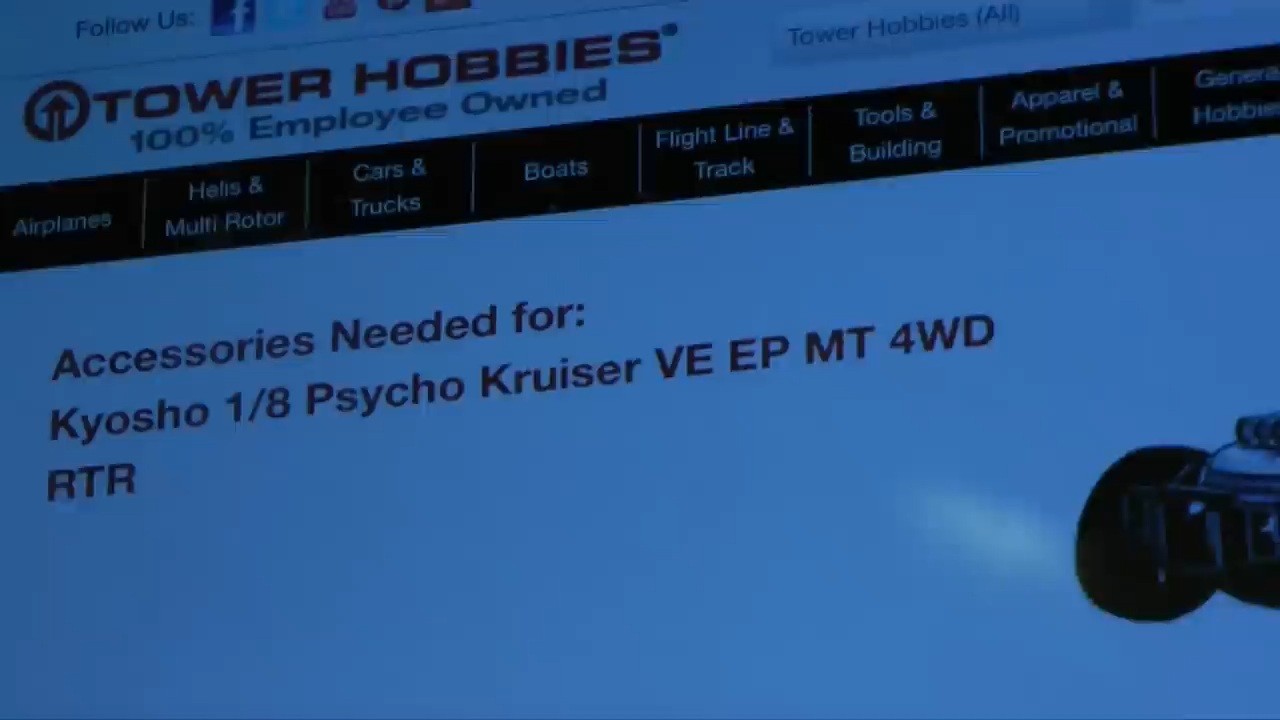 Follow Us:
Tower Hobbies (All)
TOWER HOBBIES®
100% Employee Owned
Airplanes
Helis &
Multi Rotor
Cars &
Trucks
Boats
Flight Line &
Track
Tools &
Building
Apparel &
Promotional
Accessories Needed for:
Kyosho 1/8 Psycho Kruiser VE EP MT 4WD
RTR